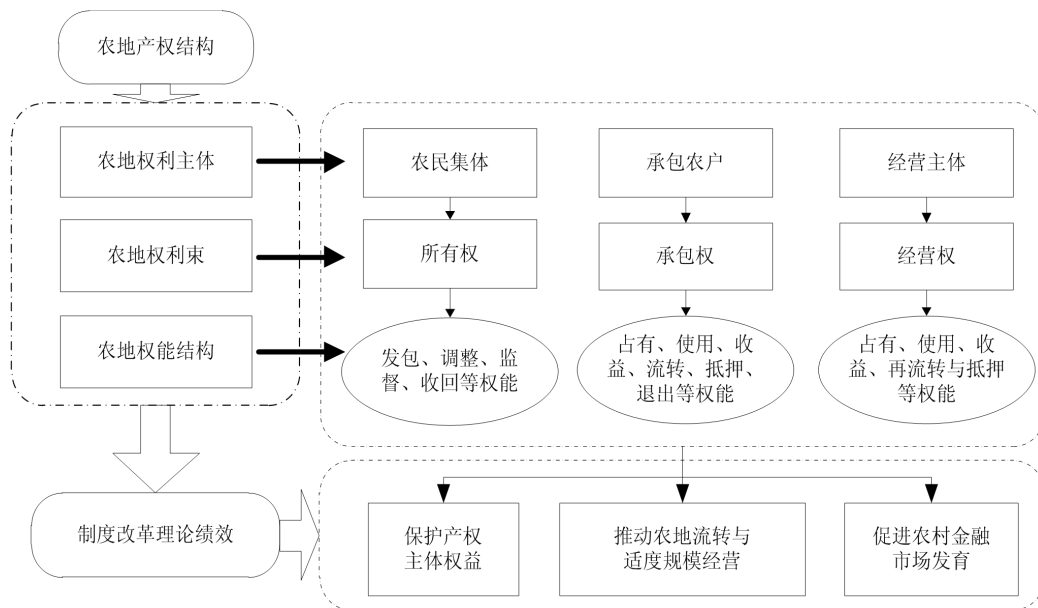 农地产权结构
农地权利主体
农民集体
承包农户
经营主体
农地权利束
所有权
承包权
经营权
农地权能结构
发包、调整、监
督、收回等权能
占有、使用、收
益、流转、抵押、
退出等权能
占有、使用、收
益、再流转与抵押
等权能
制度改革理论绩效
保护产权
主体权益
推动农地流转与
适度规模经营
促进农村金融
市场发育